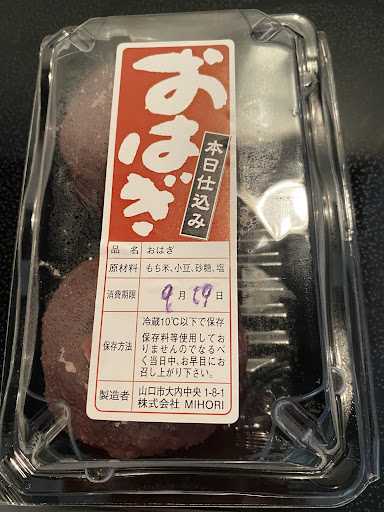 おはぎ
本日仕込み
品名 おはぎ
原材料 もち米、小豆、砂糖、塩
消費期限 9月19日
保存方法 冷蔵10℃以下で保存
保存料等使用してお
りませんのでなるべ
く当日中、お早目にお
召し上がり下さい。
製造者 山口市大内中央1-8-1
株式会社 MIHORI